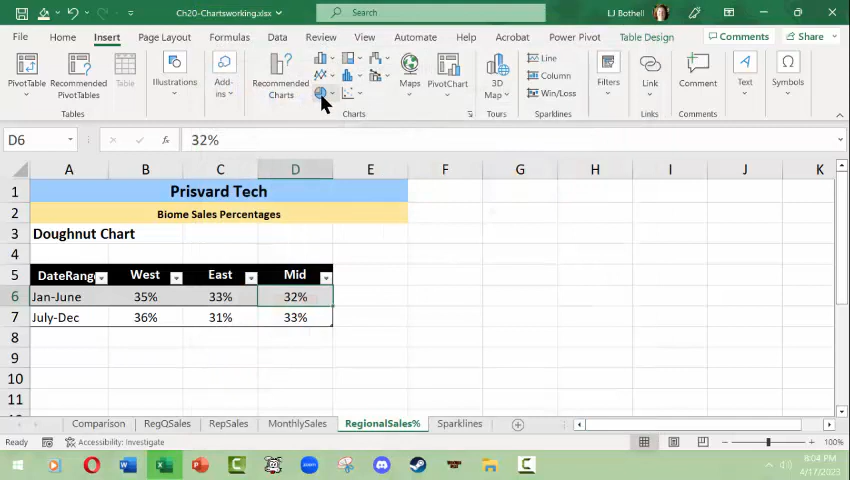 Ch20-Chartsworking.xlsx
Search
LJ Bothell
File
Home
Insert
Page Layout
Formulas
Data
Review
View
Automate
Help
Acrobat
Power Pivot
Table Design
Comments
Share
PivotTable
Recommended PivotTables
Table
Illustrations
Add-ins
Recommended Charts
Maps
PivotChart
3D Map
Line
Column
Win/Loss
Filters
Link
Comment
Text
Symbols
Tables
Charts
Tours
Sparklines
Links
Comments
D6
32%
A B C D E F G H I J K
1 Prisvard Tech
2 Biome Sales Percentages
3 Doughnut Chart
4
5 DateRang West East Mid
6 Jan-June 35% 33% 32%
7 July-Dec 36% 31% 33%
8
9
10
11
Comparison RegQSales RepSales MonthlySales RegionalSales% Sparklines
Ready Accessibility: Investigate 100%
8:04 PM
4/17/2023